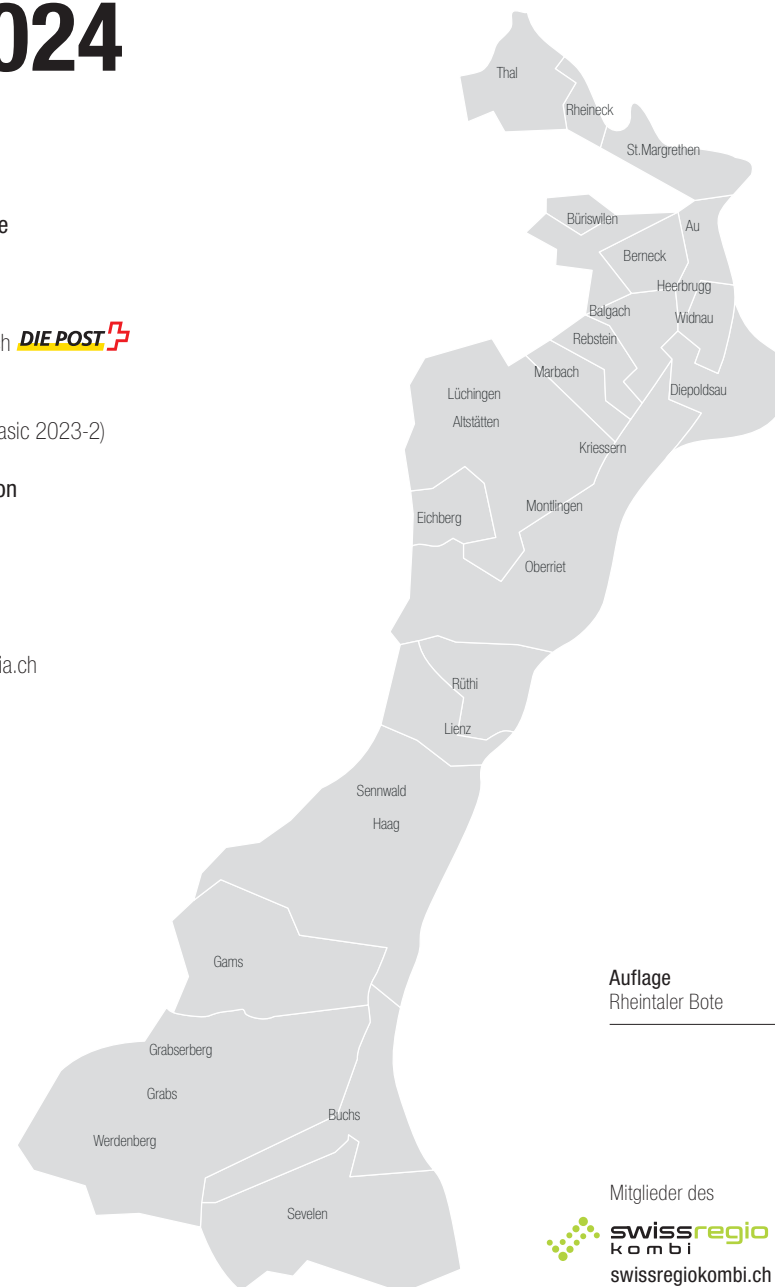 024
e
h DIE POST
asic 2023-2)
on
ia.ch
Thal
Rheineck
St.Margrethen
Büriswilen
Au
Berneck
Heerbrugg
Balgach
Widnau
Rebstein
Marbach
Diepoldsau
Lüchingen
Altstätten
Kriessern
Montlingen
Eichberg
Oberriet
Rüthi
Lienz
Sennwald
Haag
Gams
Grabserberg
Grabs
Buchs
Werdenberg
Sevelen
Auflage
Rheintaler Bote
Mitglieder des
swissregio
kombi
swissregiokombi.ch